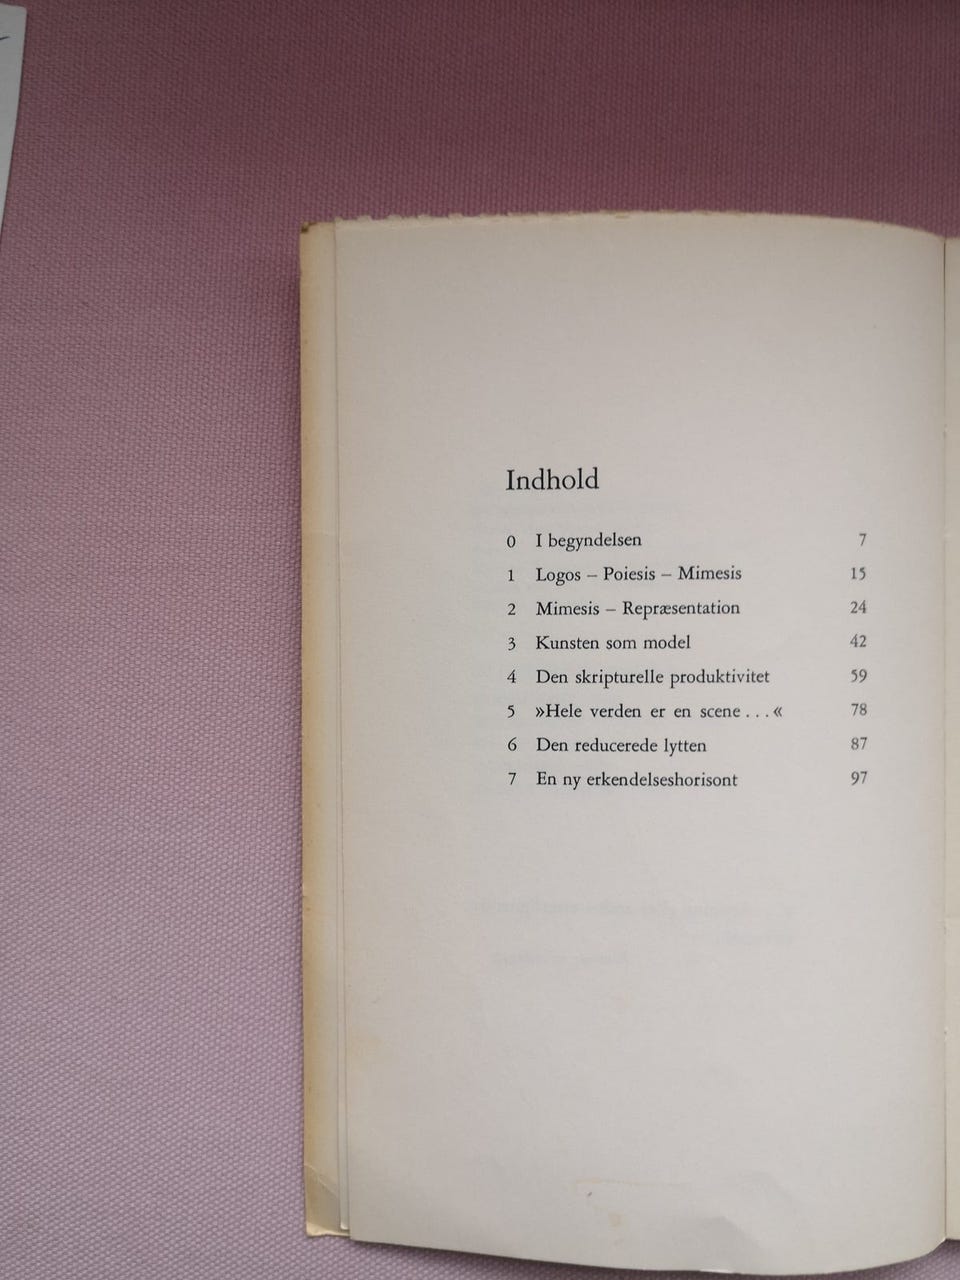 Indhold
0 I begyndelsen 7
1 Logos – Poiesis – Mimesis 15
2 Mimesis – Repræsentation 24
3 Kunsten som model 42
4 Den skripturelle produktivitet 59
5 »Hele verden er en scene . . . « 78
6 Den reducerede lytten 87
7 En ny erkendelseshorisont 97